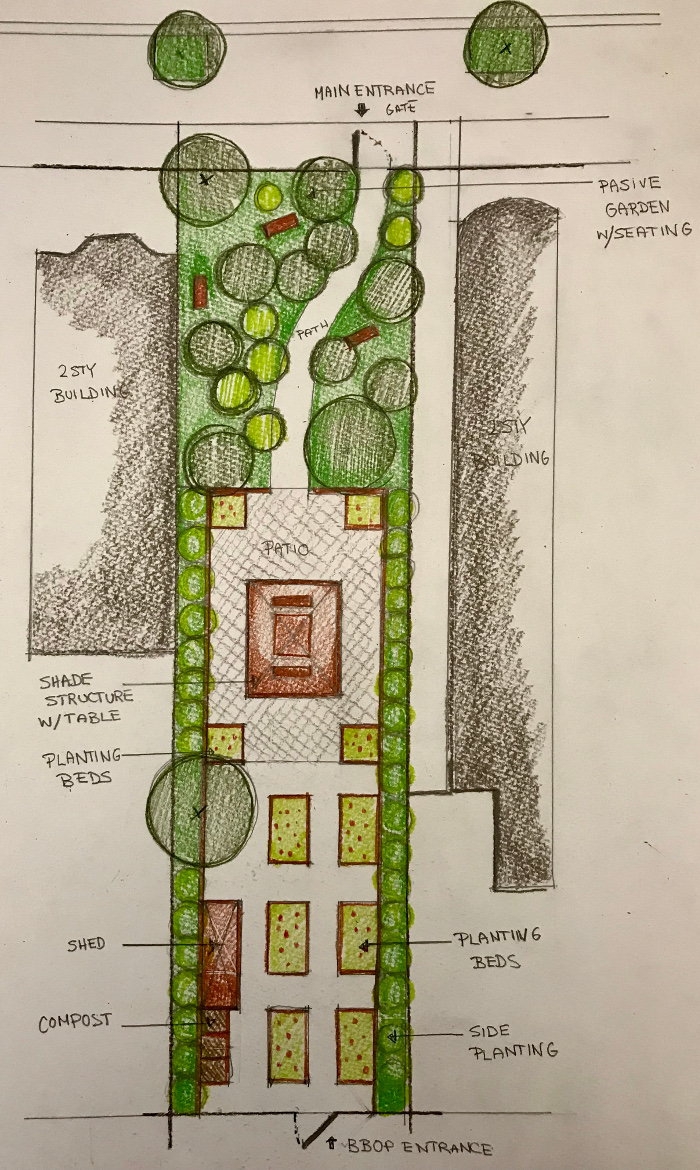 MAIN ENTRANCE
GATE
PASIVE
GARDEN
W/SEATING
PATH
2STY
BUILDING
2STY
BUILDING
PATIO
SHADE
STRUCTURE
W/TABLE
PLANTING
BEDS
SHED
PLANTING
BEDS
COMPOST
SIDE
PLANTING
BBOP ENTRANCE